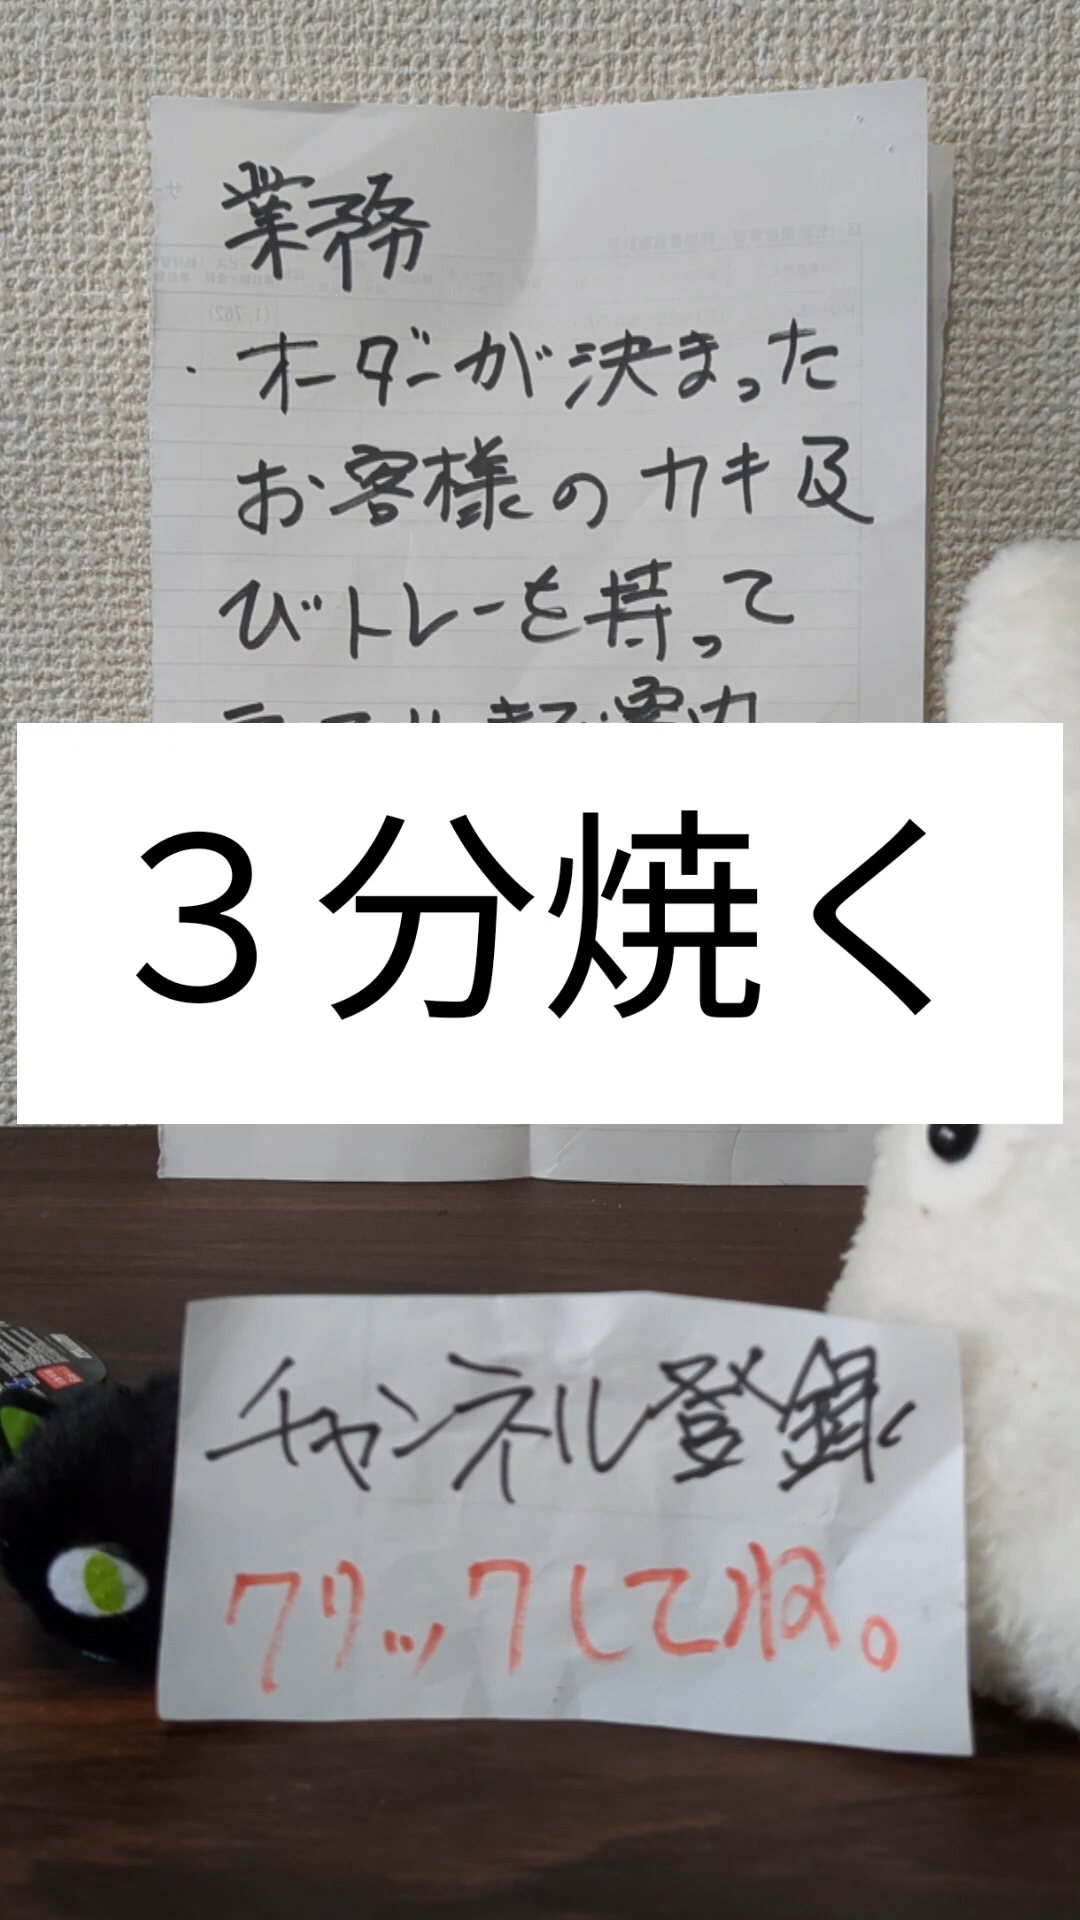 業務
・オーダーが決まった
お客様のカキ及
びトレーを持って
3分焼く
チャンネル登録
クリックしてね。